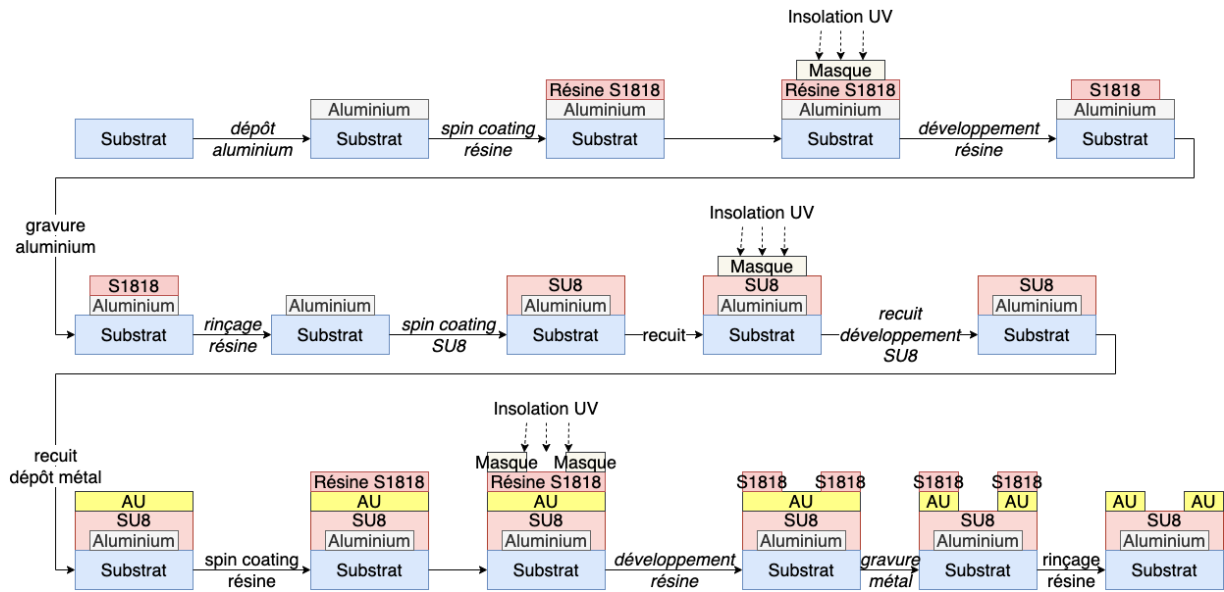 Insolation UV
Masque
Résine S1818
Résine S1818
S1818
Aluminium
Aluminium
Aluminium
Aluminium
Substrat
dépôt
aluminium
Substrat
spin coating
résine
Substrat
Substrat
développement
résine
Substrat
gravure
aluminium
Insolation UV
Masque
S1818
SU8
SU8
SU8
Aluminium
Aluminium
Aluminium
Aluminium
Aluminium
Substrat
rinçage
résine
Substrat
spin coating
SU8
Substrat
recuit
Substrat
recuit
développement
SU8
Substrat
recuit
dépôt métal
Insolation UV
Masque
Masque
Résine S1818
Résine S1818
S1818
S1818
S1818
S1818
AU
AU
AU
AU
AU
AU
AU
AU
SU8
SU8
SU8
SU8
SU8
SU8
Aluminium
Aluminium
Aluminium
Aluminium
Aluminium
Aluminium
Substrat
spin coating
résine
Substrat
Substrat
développement
résine
Substrat
gravure
métal
Substrat
rinçage
résine
Substrat